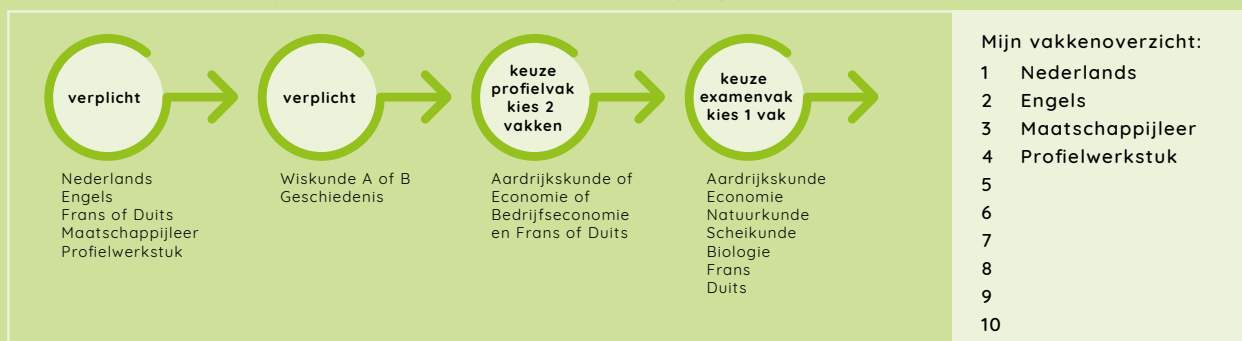 verplicht
Nederlands
Engels
Frans of Duits
Maatschappijleer
Profielwerkstuk
verplicht
Wiskunde A of B
Geschiedenis
keuze
profielvak
kies 2
vakken
Aardrijkskunde of
Economie of
Bedrijfseconomie
en Frans of Duits
keuze
examenvak
kies 1 vak
Aardrijkskunde
Economie
Natuurkunde
Scheikunde
Biologie
Frans
Duits
Mijn vakkenoverzicht:
1 Nederlands
2 Engels
3 Maatschappijleer
4 Profielwerkstuk
5
6
7
8
9
10